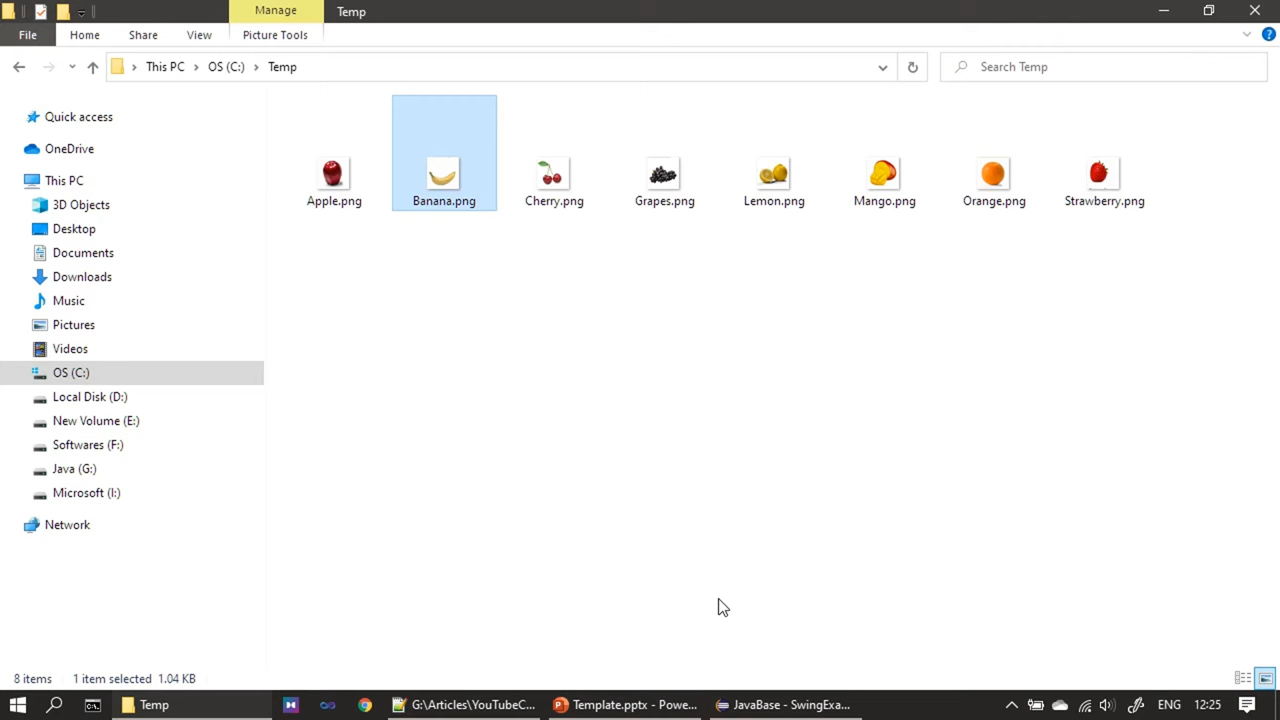 Manage
Temp
File
Home
Share
View
Picture Tools
This PC
OS (C:)
Temp
Search Temp
Quick access
OneDrive
This PC
3D Objects
Desktop
Documents
Downloads
Music
Pictures
Videos
OS (C:)
Local Disk (D:)
New Volume (E:)
Softwares (F:)
Java (G:)
Microsoft (I:)
Network
Apple.png
Banana.png
Cherry.png
Grapes.png
Lemon.png
Mango.png
Orange.png
Strawberry.png
8 items
1 item selected 1.04 KB
Temp
G:\Articles\YouTubeC...
Template.pptx - Powe...
JavaBase - SwingExa...
ENG
12:25